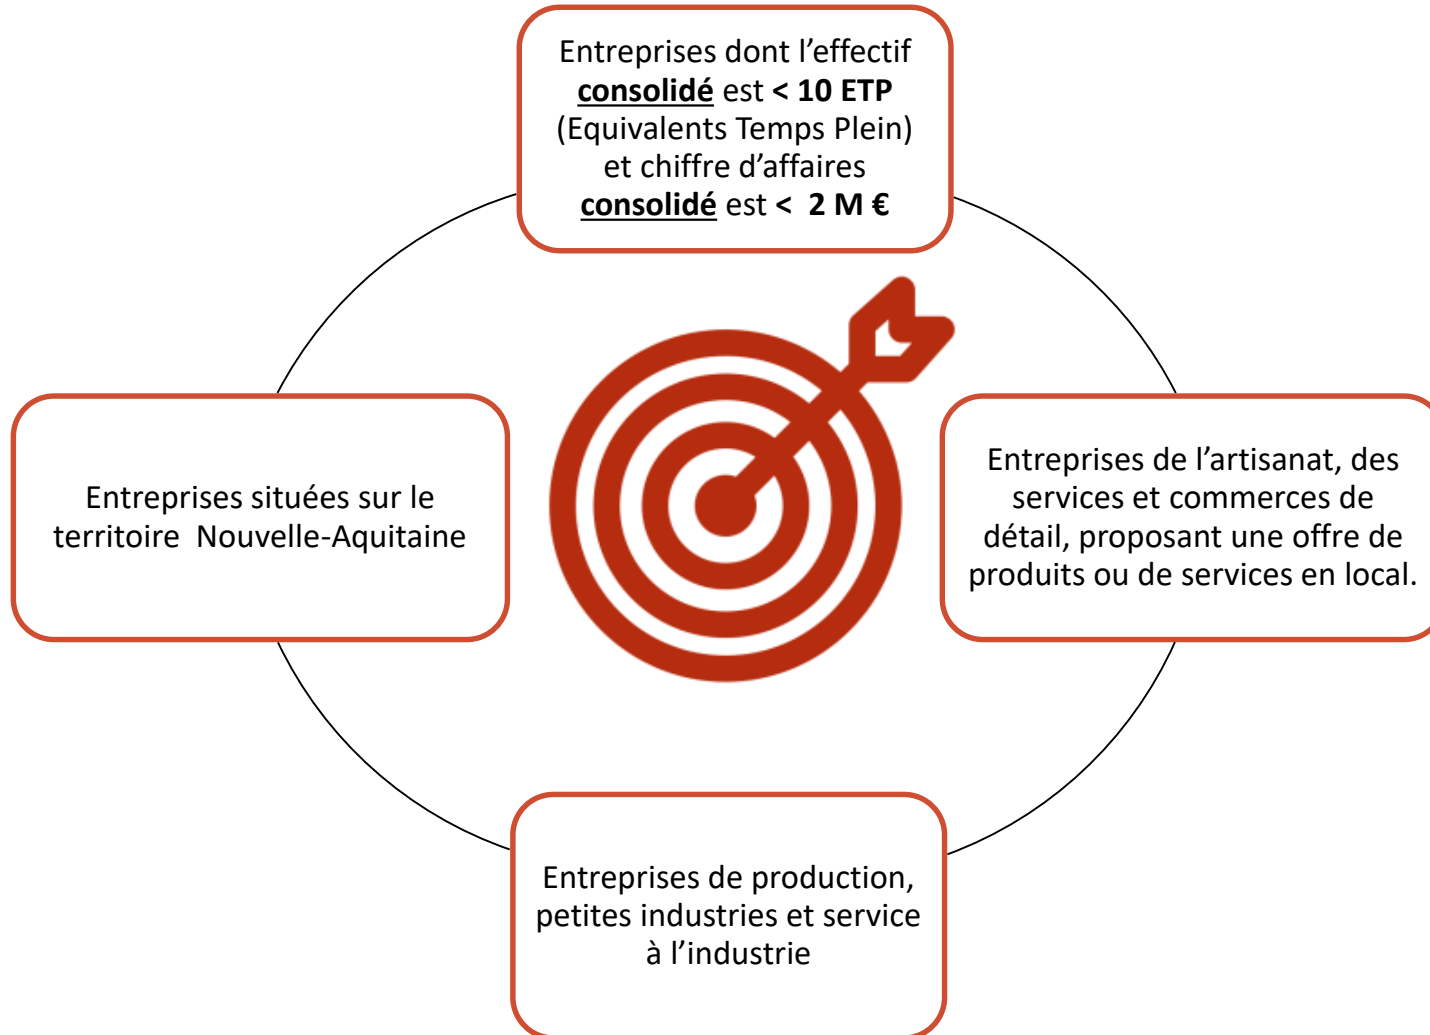 Entreprises dont l’effectif
consolidé est < 10 ETP
(Equivalents Temps Plein)
et chiffre d’affaires
consolidé est < 2 M €
Entreprises situées sur le
territoire Nouvelle-Aquitaine
Entreprises de l’artisanat, des
services et commerces de
détail, proposant une offre de
produits ou de services en local.
Entreprises de production,
petites industries et service
à l’industrie